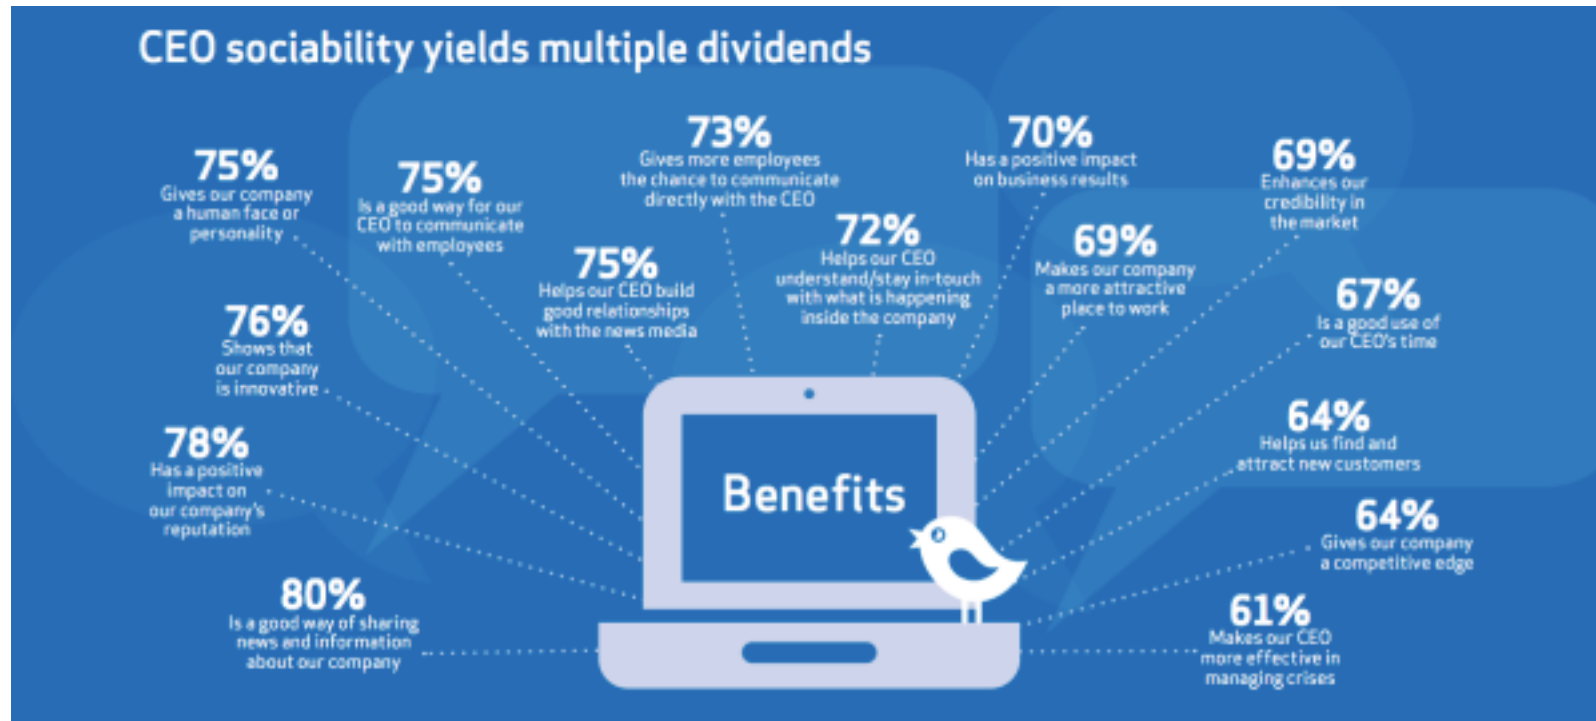 CEO sociability yields multiple dividends
80%
Is a good way of sharing
news and information
about our company
78%
Has a positive
impact on
our company's
reputation
76%
Shows that
our company
is innovative
75%
Gives our company
a human face or
personality
75%
Is a good way for our
CEO to communicate
with employees
75%
Helps our CEO build
good relationships
with the news media
73%
Gives more employees
the chance to communicate
directly with the CEO
72%
Helps our CEO
understand/stay in-touch
with what is happening
inside the company
70%
Has a positive impact
on business results
69%
Makes our company
a more attractive
place to work
69%
Enhances our
credibility in
the market
67%
Is a good use of
our CEO's time
64%
Helps us find and
attract new customers
64%
Gives our company
a competitive edge
61%
Makes our CEO
more effective in
managing crises
Benefits